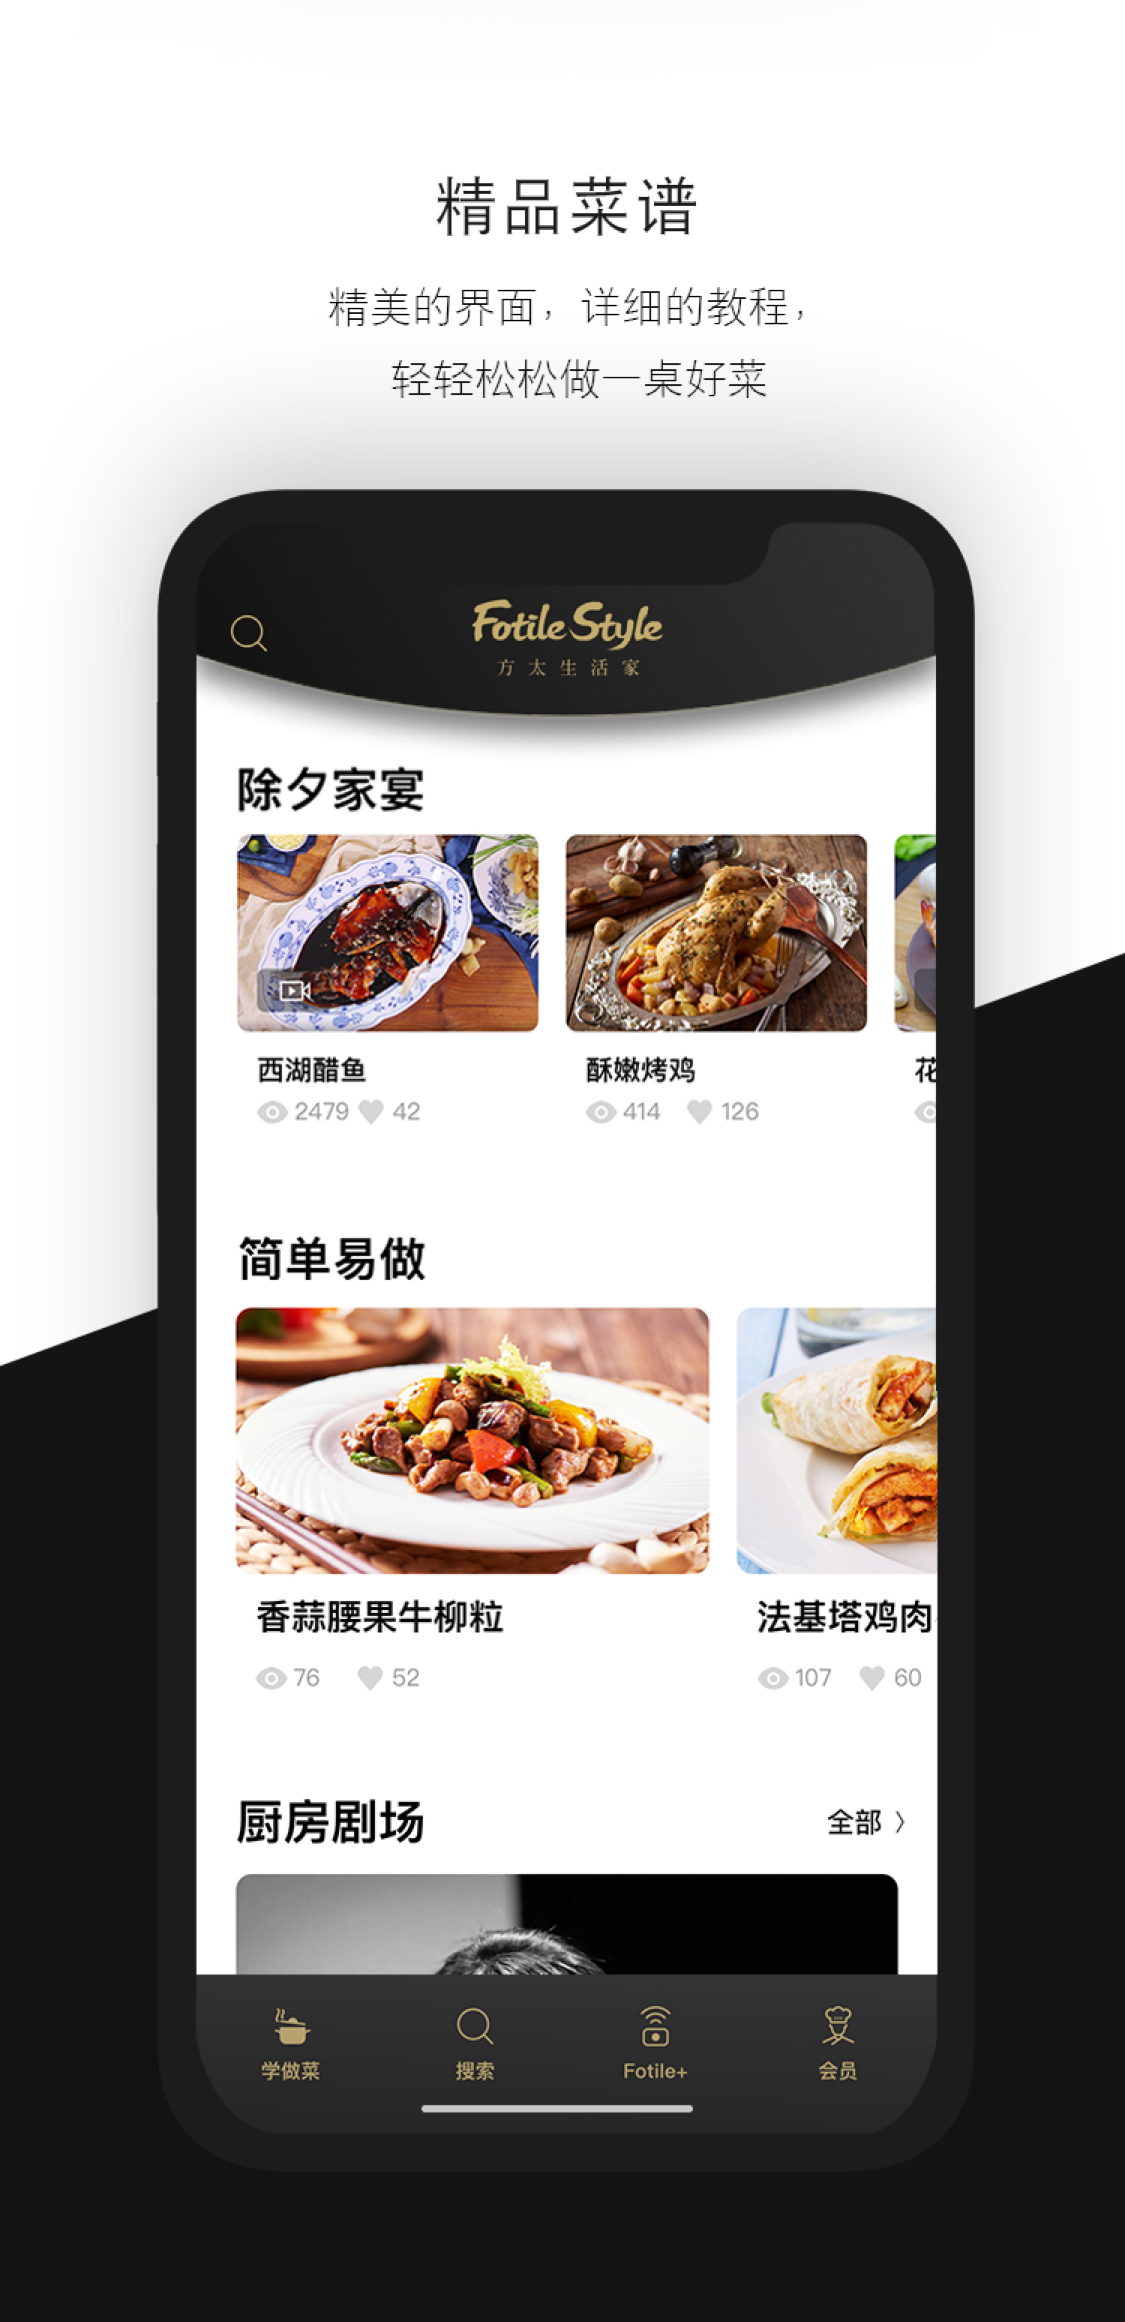 精品菜谱
精美的界面，详细的教程，
轻轻松松做一桌好菜
Fotile Style
方太生活家
除夕家宴
西湖醋鱼
2479 42
酥嫩烤鸡
414 126
花
简单易做
香蒜腰果牛柳粒
76 52
法基塔鸡肉
107 60
厨房剧场
全部 〉
学做菜
搜索
Fotile+
会员